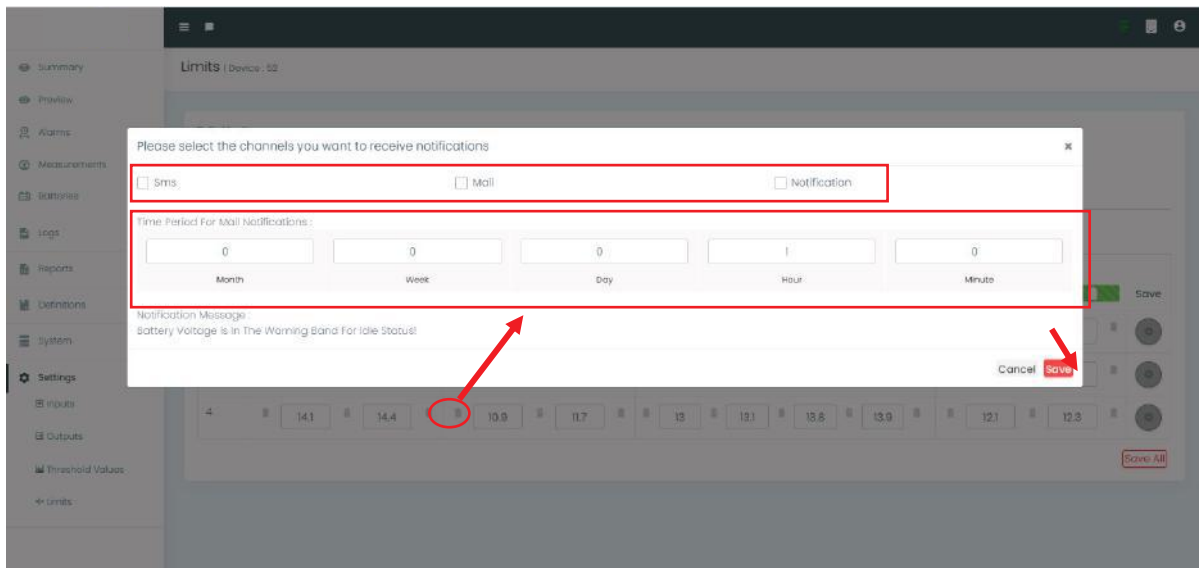 Summary
Limits | Device : 52
Preview
Alarms
Measurements
Batteries
Logs
Reports
Definitions
System
Settings
Inputs
Outputs
Threshold Values
Limits
Please select the channels you want to receive notifications
Sms
Mail
Notification
Time Period For Mail Notifications :
0 0 0 1 0
Month Week Day Hour Minute
Notification Message :
Battery Voltage Is In The Warning Band For Idle Status!
Cancel Save
Save
4 14,1 14,4 10.9 11.7 13 13,1 13,8 13,9 12,1 12,3
Save All